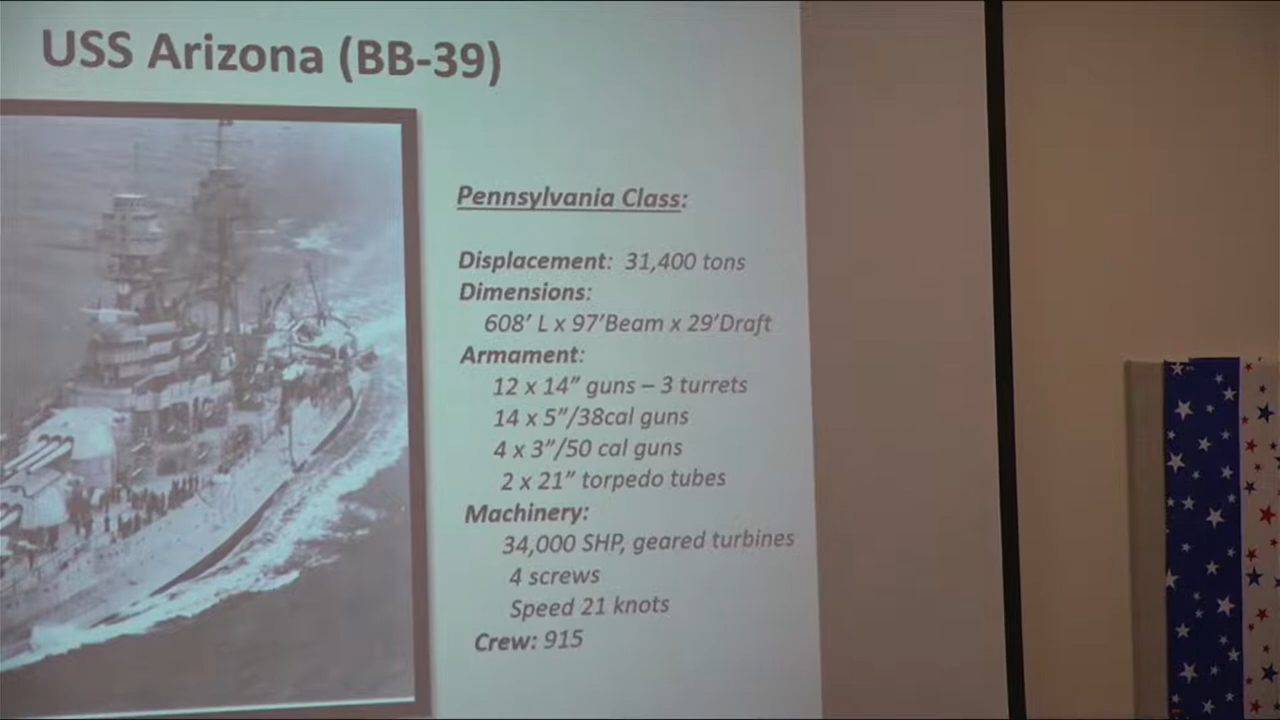 USS Arizona (BB-39)
Pennsylvania Class:
Displacement: 31,400 tons
Dimensions:
608' L x 97'Beam x 29'Draft
Armament:
12 x 14" guns – 3 turrets
14 x 5"/38cal guns
4 x 3"/50 cal guns
2 x 21" torpedo tubes
Machinery:
34,000 SHP, geared turbines
4 screws
Speed 21 knots
Crew: 915